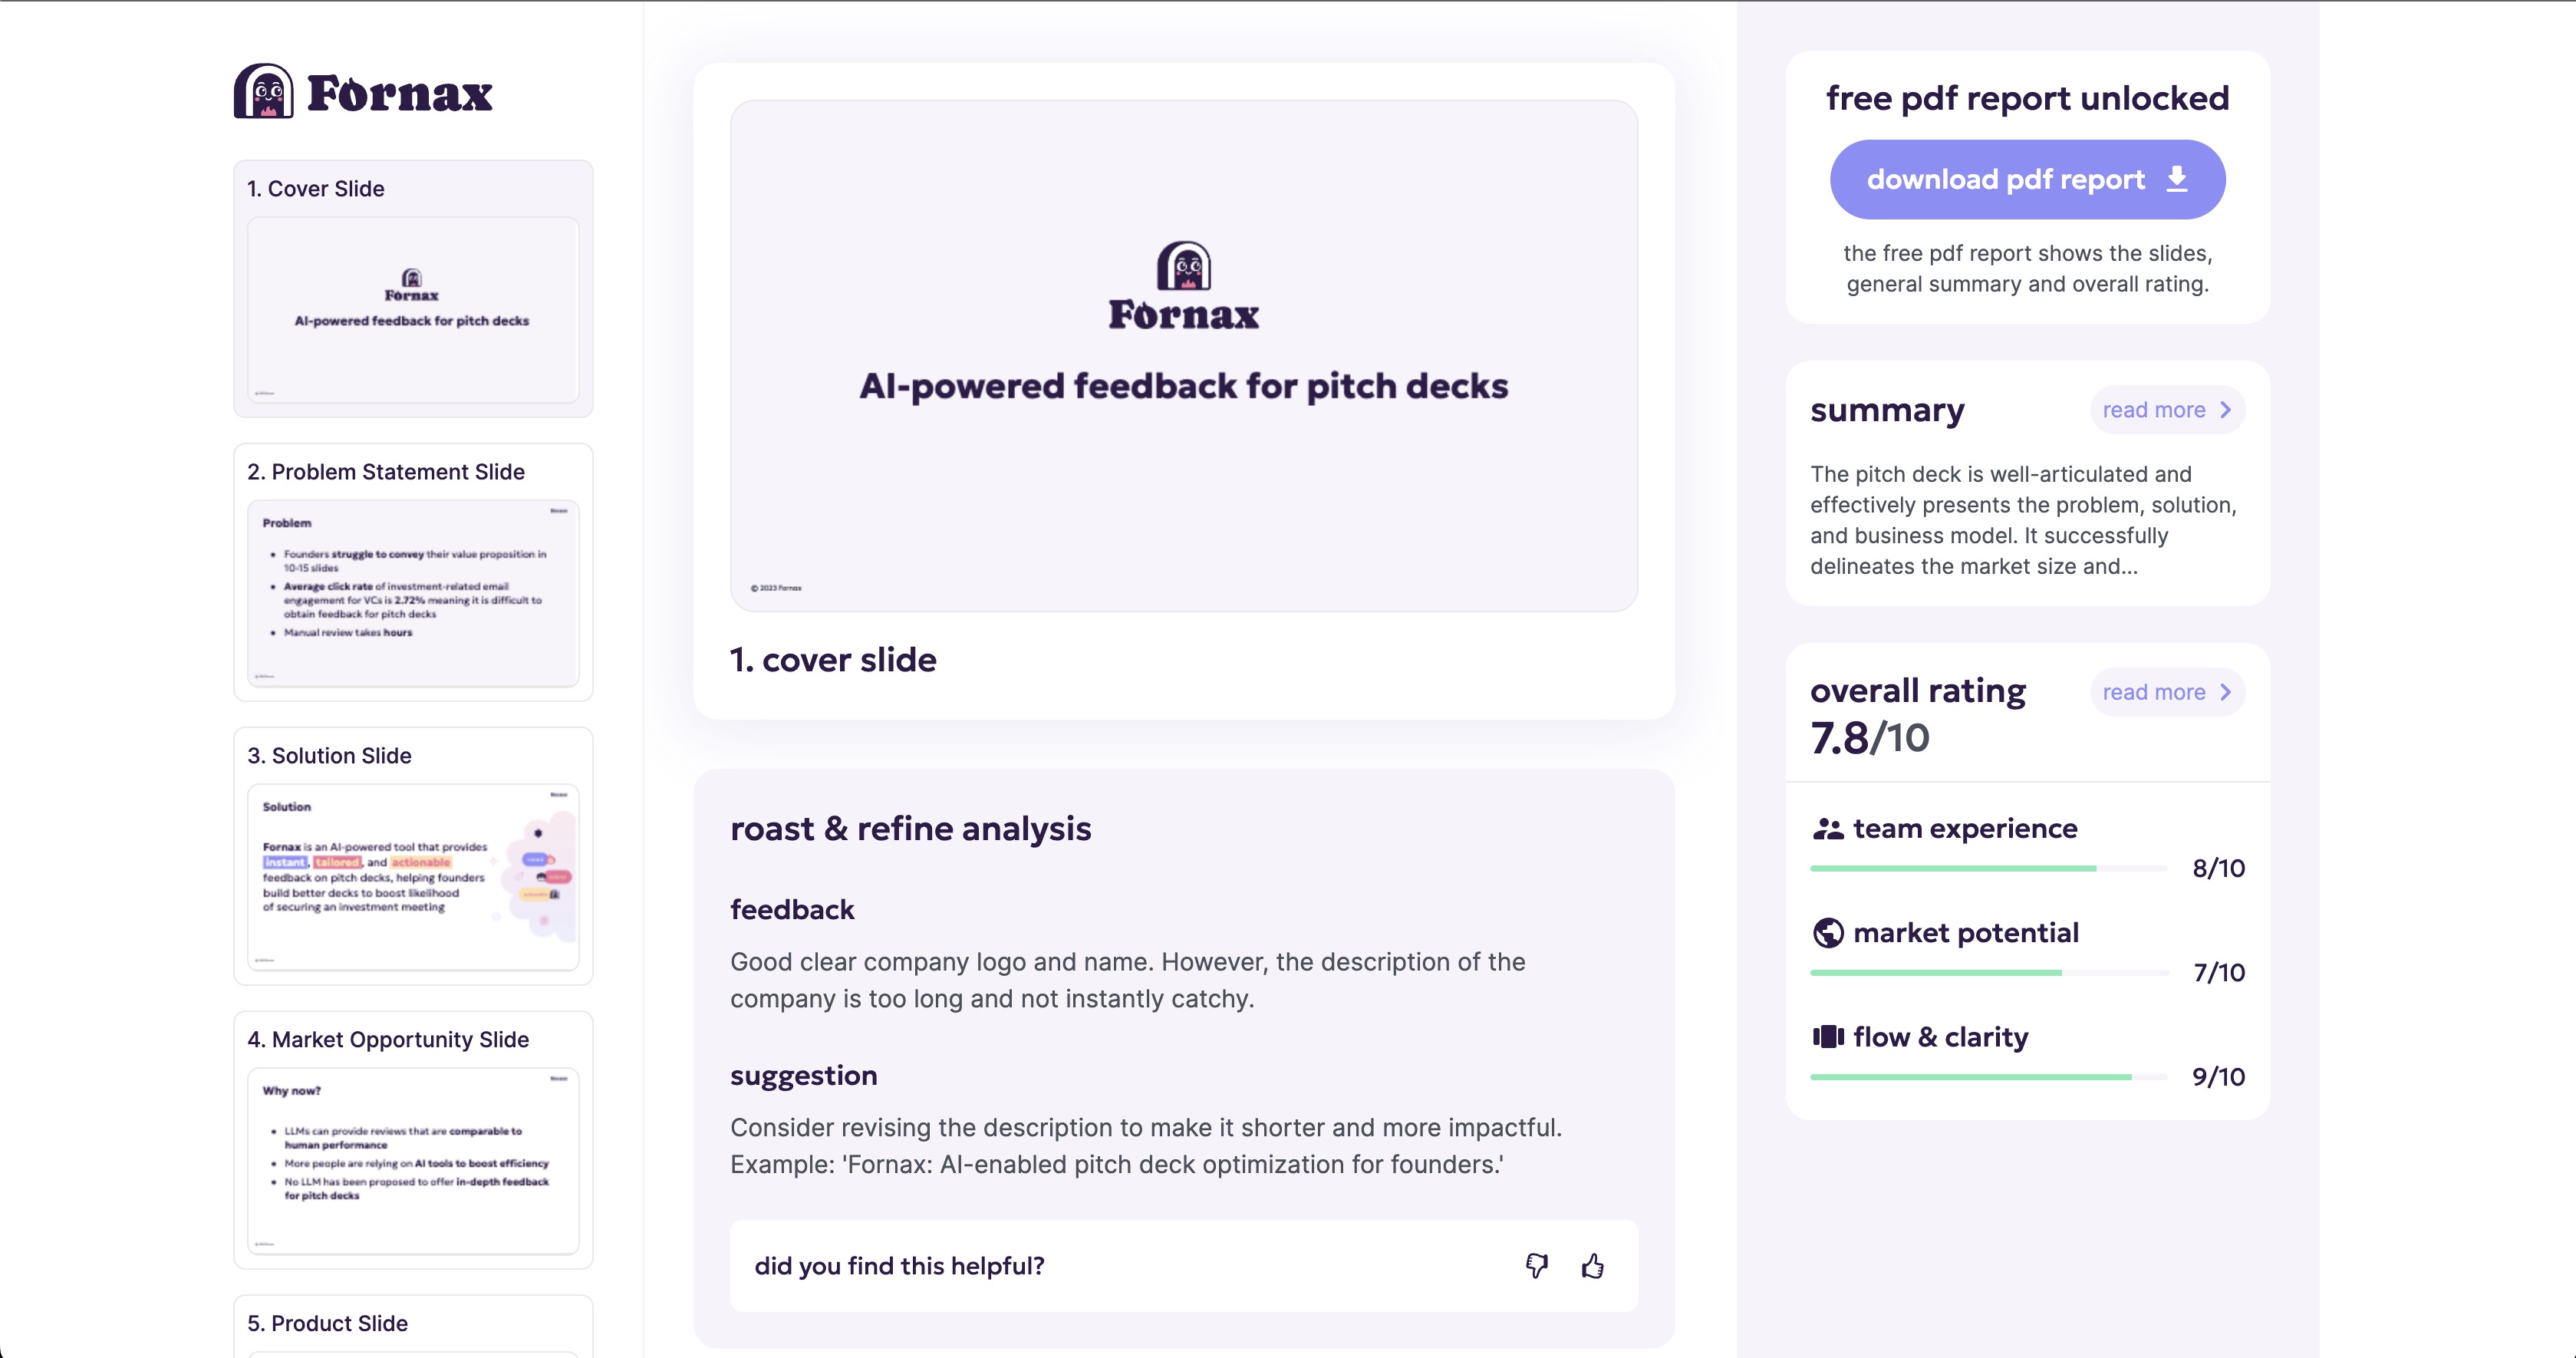 Fornax
1. Cover Slide
Fornax
AI-powered feedback for pitch decks
2. Problem Statement Slide
Problem
Founders struggle to convey their value proposition in
10-15 slides
Average click rate of investment-related email
engagement for VCs is 2.72% meaning it is difficult to
obtain feedback for pitch decks
Manual review takes hours
3. Solution Slide
Solution
Fornax is an AI-powered tool that provides
instant, tailored, and actionable
feedback on pitch decks, helping founders
build better decks to boost likelihood
of securing an investment meeting
4. Market Opportunity Slide
Why now?
LLMs can provide reviews that are comparable to
human performance
More people are relying on AI tools to boost efficiency
No LLM has been proposed to offer in-depth feedback
for pitch decks
5. Product Slide
Fornax
AI-powered feedback for pitch decks
© 2023 Fornax
1. cover slide
roast & refine analysis
feedback
Good clear company logo and name. However, the description of the
company is too long and not instantly catchy.
suggestion
Consider revising the description to make it shorter and more impactful.
Example: 'Fornax: AI-enabled pitch deck optimization for founders.'
did you find this helpful?
free pdf report unlocked
download pdf report
the free pdf report shows the slides,
general summary and overall rating.
summary
read more
The pitch deck is well-articulated and
effectively presents the problem, solution,
and business model. It successfully
delineates the market size and...
overall rating
read more
7.8/10
team experience
8/10
market potential
7/10
flow & clarity
9/10